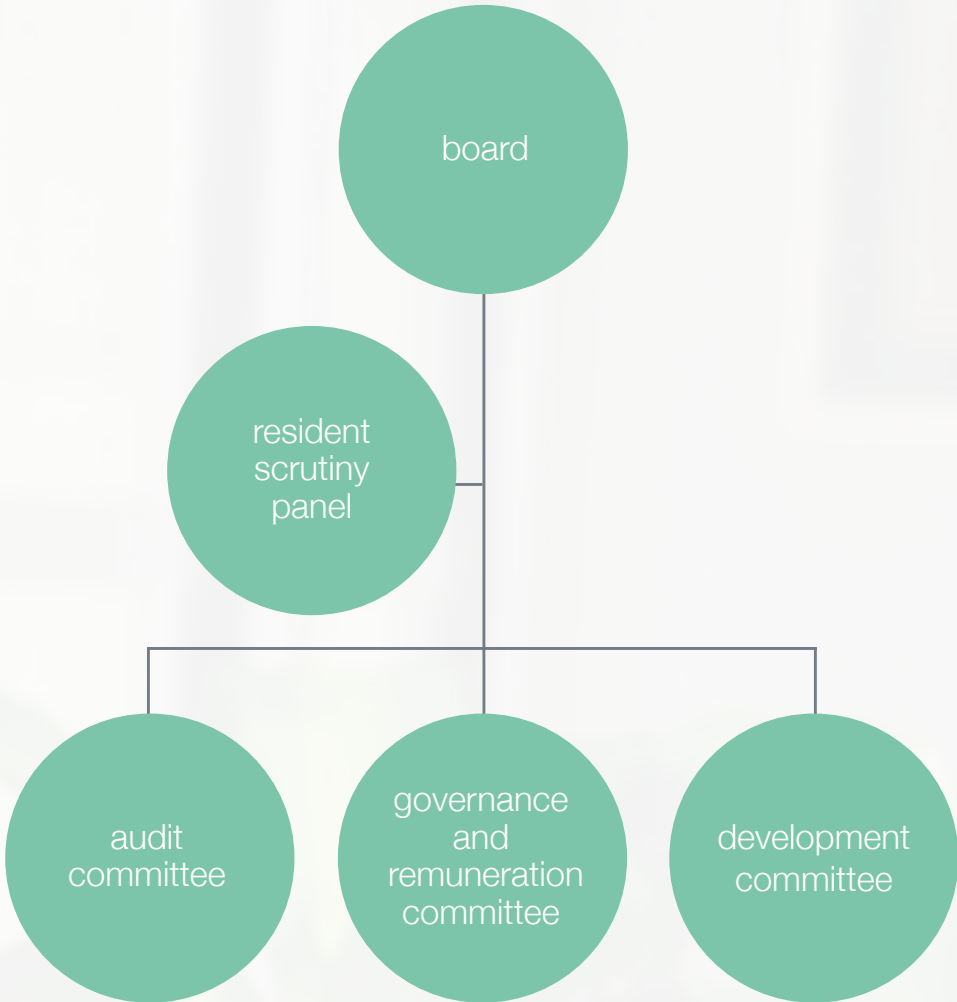 board
resident
scrutiny
panel
audit
committee
governance
and
remuneration
committee
development
committee